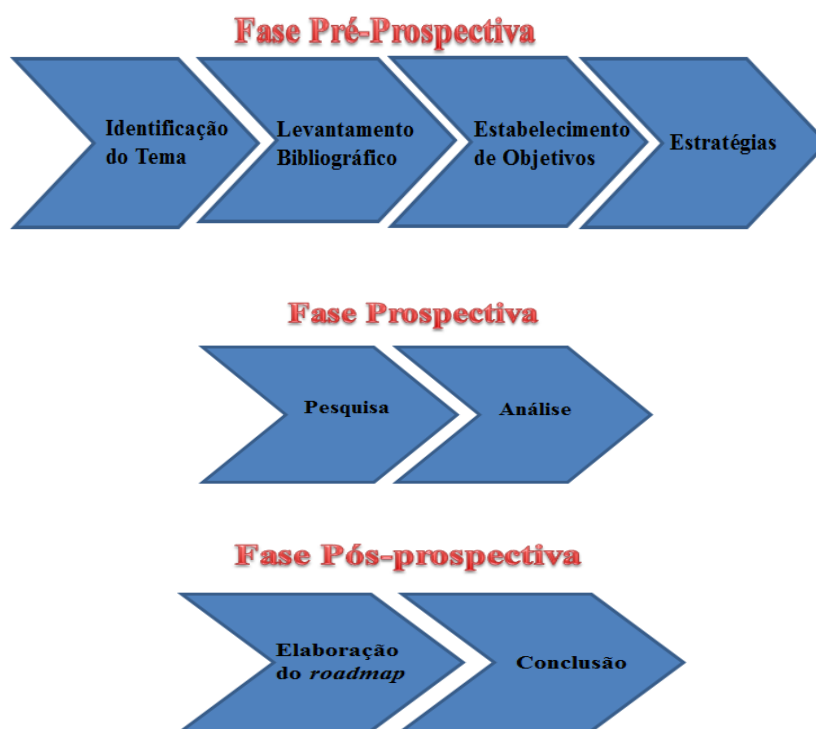 Fase Pré-Prospectiva
Identificação
do Tema
Levantamento
Bibliográfico
Estabelecimento
de Objetivos
Estratégias
Fase Prospectiva
Pesquisa
Análise
Fase Pós-prospectiva
Elaboração
do roadmap
Conclusão